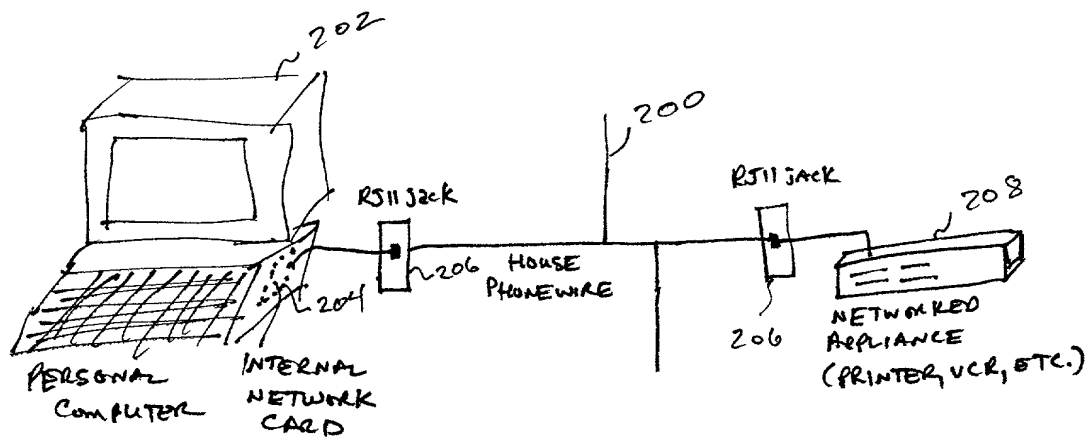 202
200
RJ11 jack
RJ11 JACK
208
206
HOUSE
PHONEWIRE
204
206
NETWORKED
APPLIANCE
(PRINTER, VCR, ETC.)
PERSONAL
COMPUTER
INTERNAL
NETWORK
CARD